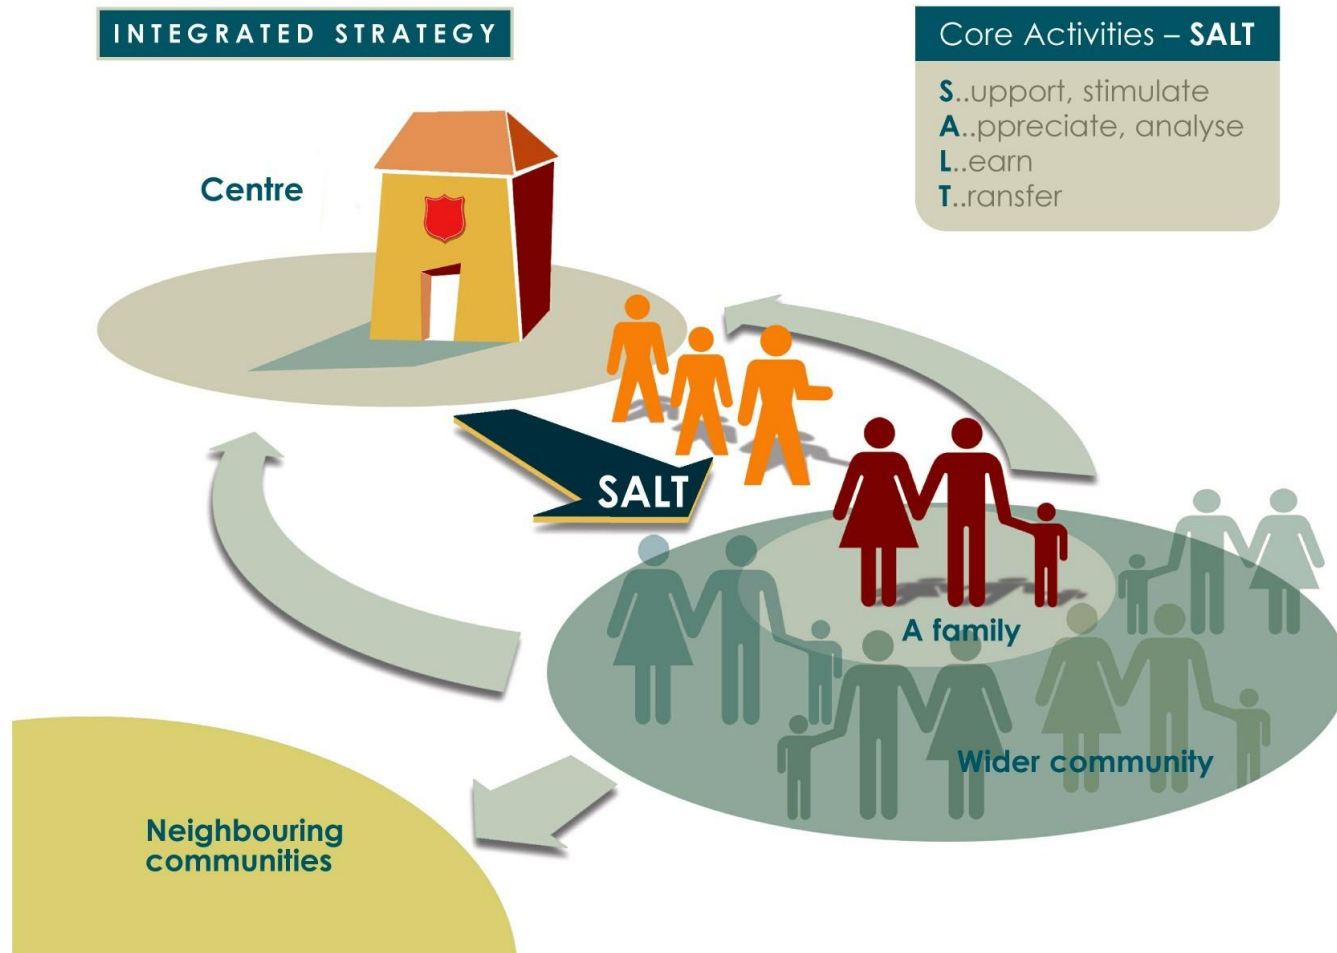 INTEGRATED STRATEGY
Core Activities – SALT
S..upport, stimulate
A..ppreciate, analyse
L..earn
T..ransfer
Centre
SALT
A family
Wider community
Neighbouring
communities